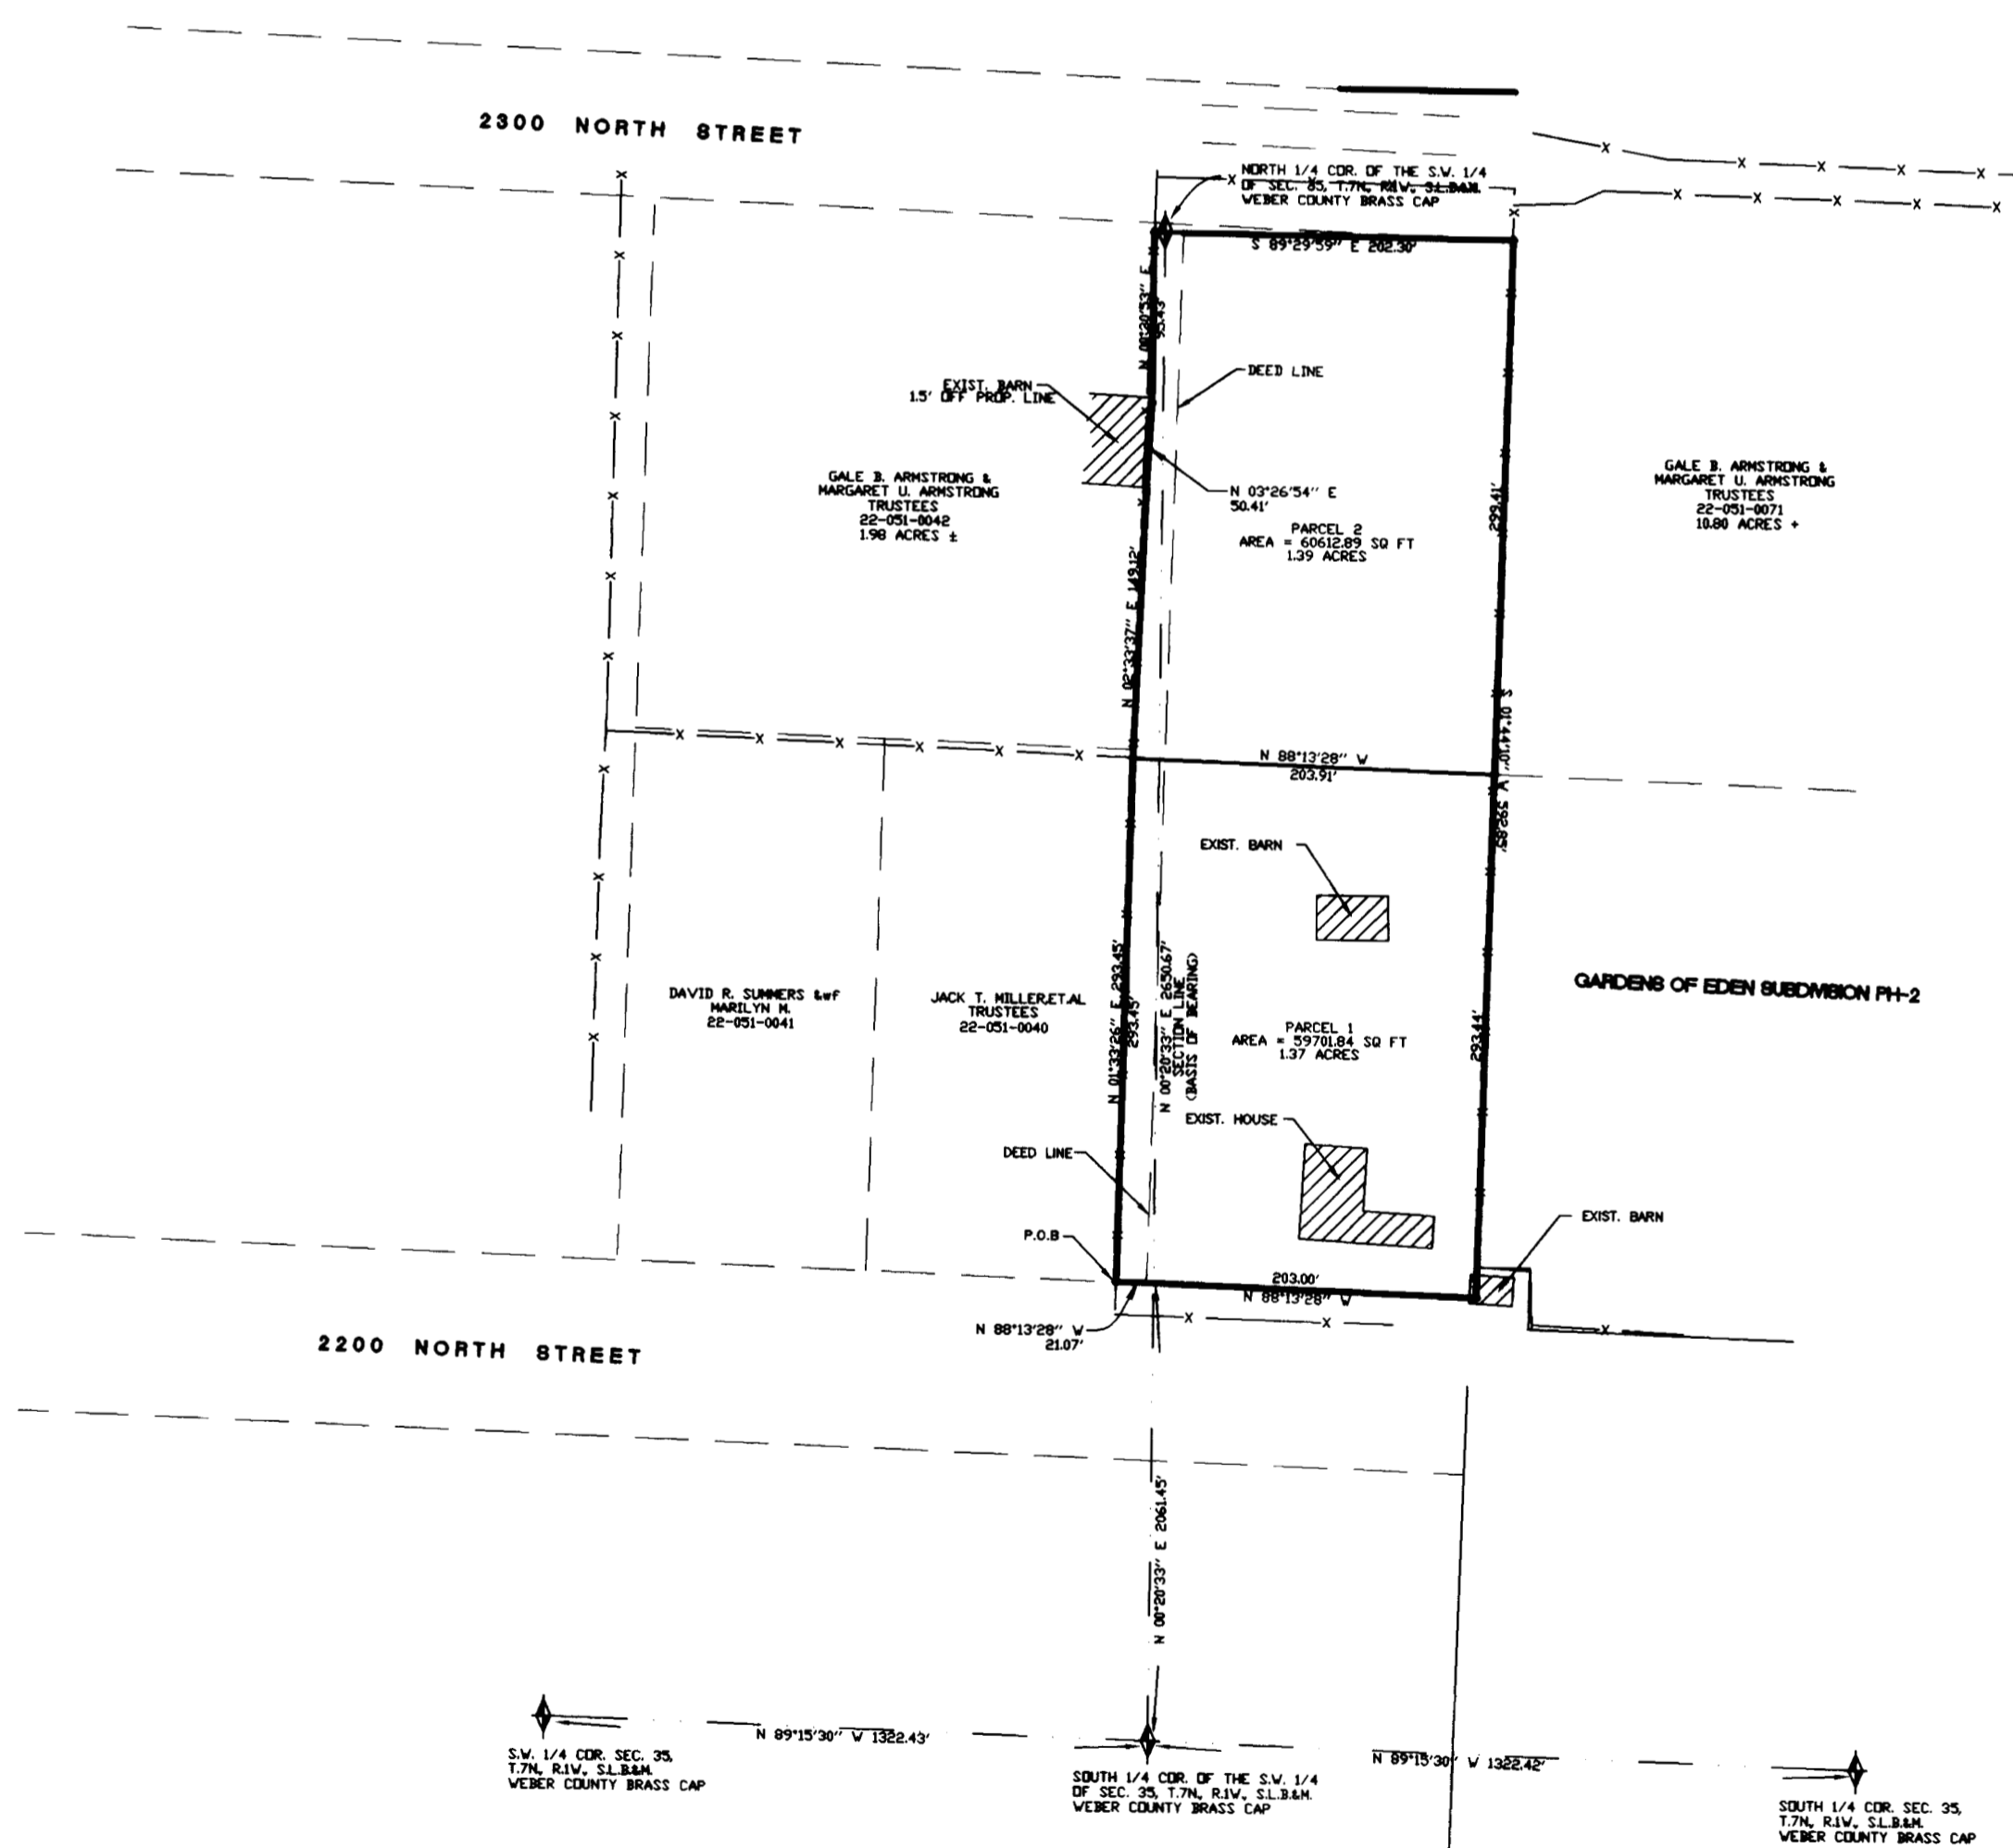 2300 NORTH STREET
NORTH 1/4 COR. OF THE S.W. 1/4
OF SEC. 35, T.7N, R.1W, S.L.B.&M.
WEBER COUNTY BRASS CAP
S 89°29'59" E 202.30'
N 00°20'53" E
95.43'
DEED LINE
EXIST. BARN
1.5' OFF PROP. LINE
N 03°26'54" E
50.41'
GALE B. ARMSTRONG &
MARGARET U. ARMSTRONG
TRUSTEES
22-051-0042
1.98 ACRES ±
PARCEL 2
AREA = 60612.89 SQ FT
1.39 ACRES
299.41'
GALE B. ARMSTRONG &
MARGARET U. ARMSTRONG
TRUSTEES
22-051-0071
10.80 ACRES +
N 02°33'37" E 149.12'
S 01°44'10" W 592.85'
N 88°13'28" W
203.91'
EXIST. BARN
DAVID R. SUMMERS &wf
MARILYN M.
22-051-0041
JACK T. MILLER,ET.AL
TRUSTEES
22-051-0040
N 01°33'26" E 293.45'
293.45'
N 00°20'33" E 2650.67'
SECTION LINE
(BASIS OF BEARING)
PARCEL 1
AREA = 59701.84 SQ FT
1.37 ACRES
293.44'
GARDENS OF EDEN SUBDIVISION PH-2
EXIST. HOUSE
DEED LINE
P.O.B
EXIST. BARN
203.00'
N 88°13'28" W
N 88°13'28" W
21.07'
2200 NORTH STREET
N 00°20'33" E 2061.45'
N 89°15'30" W 1322.43'
N 89°15'30" W 1322.42'
S.W. 1/4 COR. SEC. 35,
T.7N, R.1W, S.L.B.&M.
WEBER COUNTY BRASS CAP
SOUTH 1/4 COR. OF THE S.W. 1/4
OF SEC. 35, T.7N, R.1W, S.L.B.&M.
WEBER COUNTY BRASS CAP
SOUTH 1/4 COR. SEC. 35,
T.7N, R.1W, S.L.B.&M.
WEBER COUNTY BRASS CAP